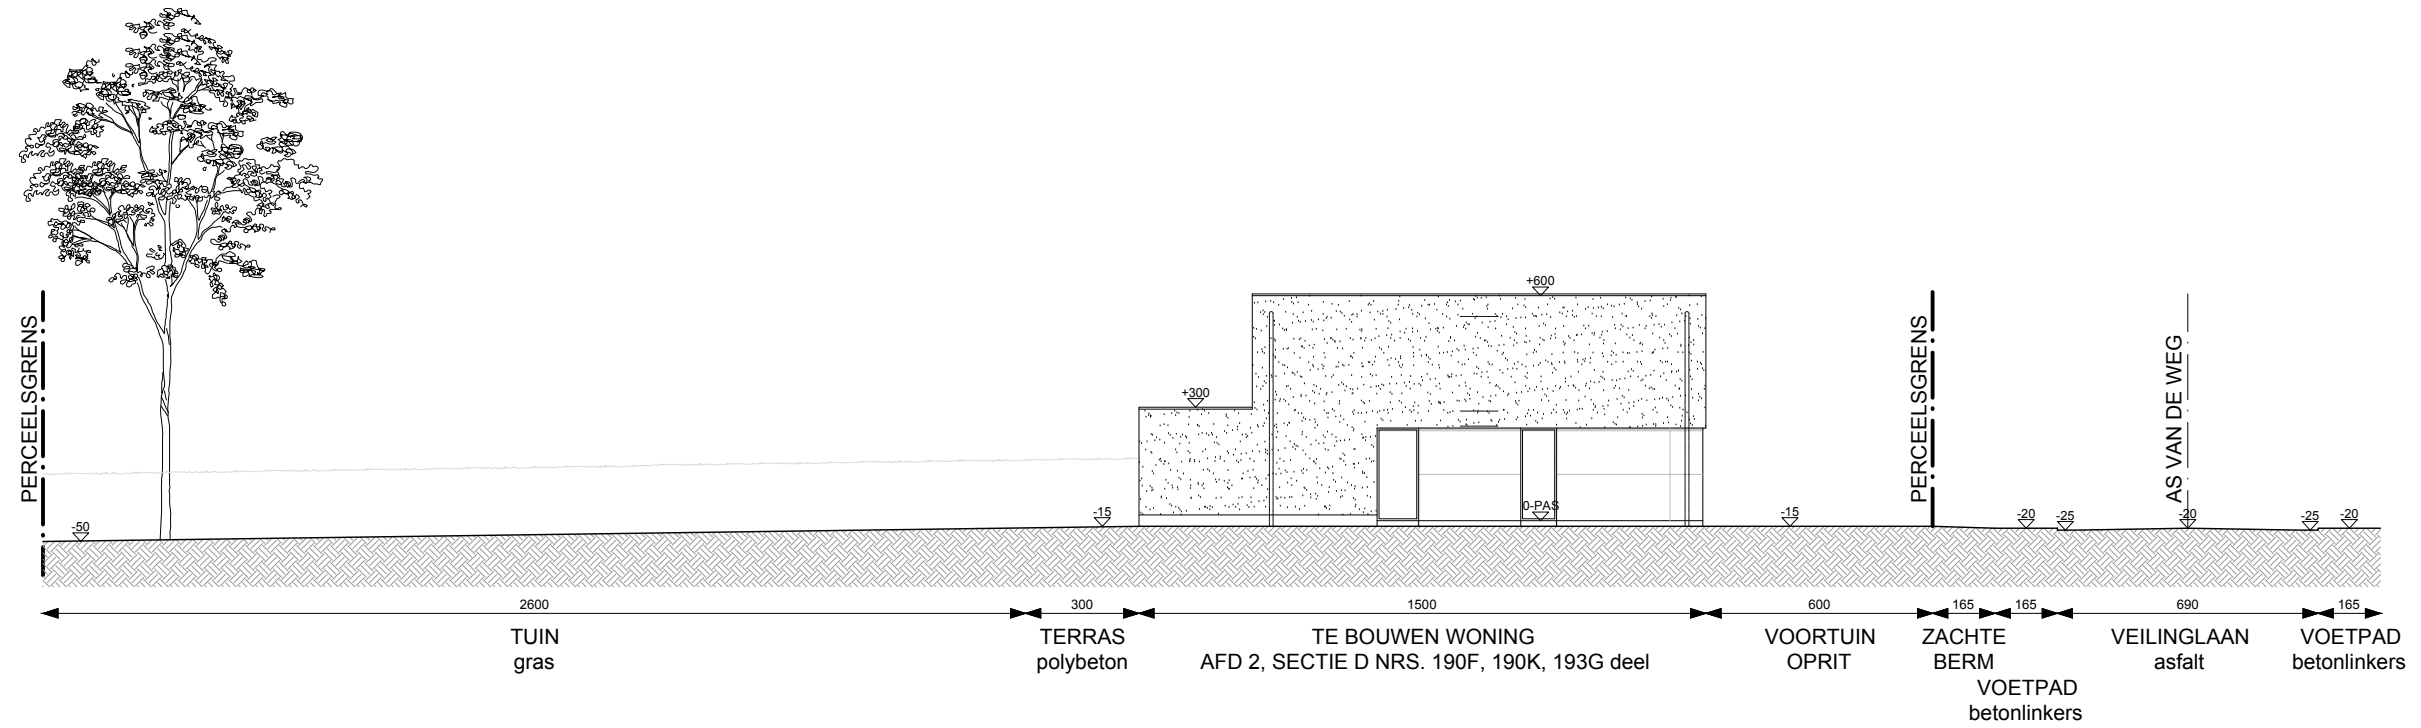 +600
+300
PERCEELSGRENS
PERCEELSGRENS
AS VAN DE WEG
-50
-15
0-PAS
-15
-20
-25
-20
-25
-20
2600
300
1500
600
165
165
690
165
TUIN
gras
TERRAS
polybeton
TE BOUWEN WONING
AFD 2, SECTIE D NRS. 190F, 190K, 193G deel
VOORTUIN
OPRIT
ZACHTE
BERM
VOETPAD
betonlinkers
VEILINGLAAN
asfalt
VOETPAD
betonlinkers